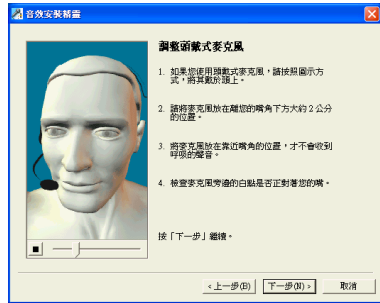 音效安裝精靈
調整頭戴式麥克風
1. 如果您使用頭戴式麥克風，請按照圖示方
式，將其戴於頭上。
2. 請將麥克風放在離您的嘴角下方大約 2 公分
的位置。
3. 將麥克風放在靠近嘴角的位置，才不會收到
呼吸的聲音。
4. 檢查麥克風旁邊的白點是否正對著您的嘴。
按「下一步」繼續。
<上一步(B) 下一步(N)> 取消